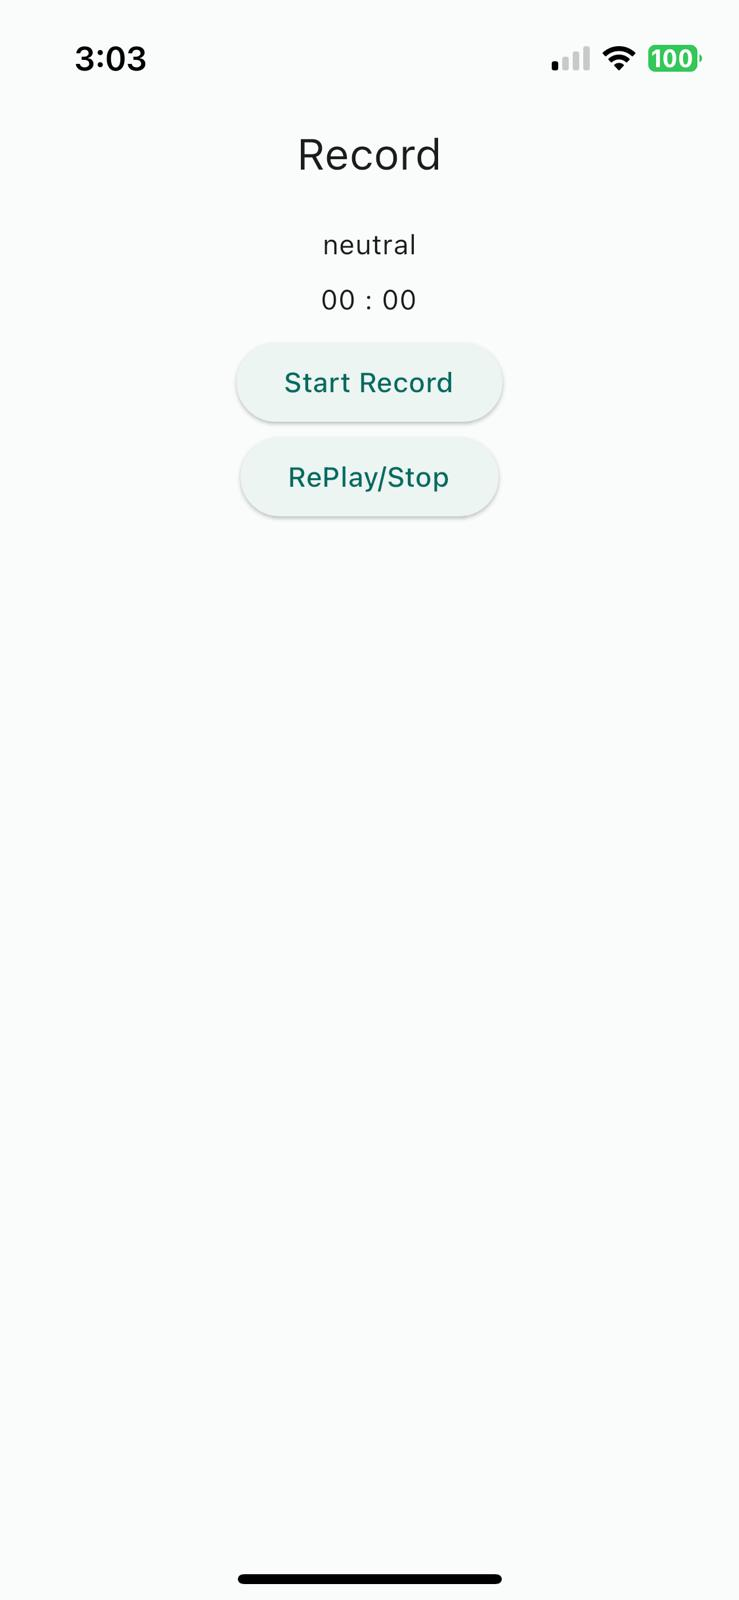 3:03
100
Record
neutral
00 : 00
Start Record
RePlay/Stop